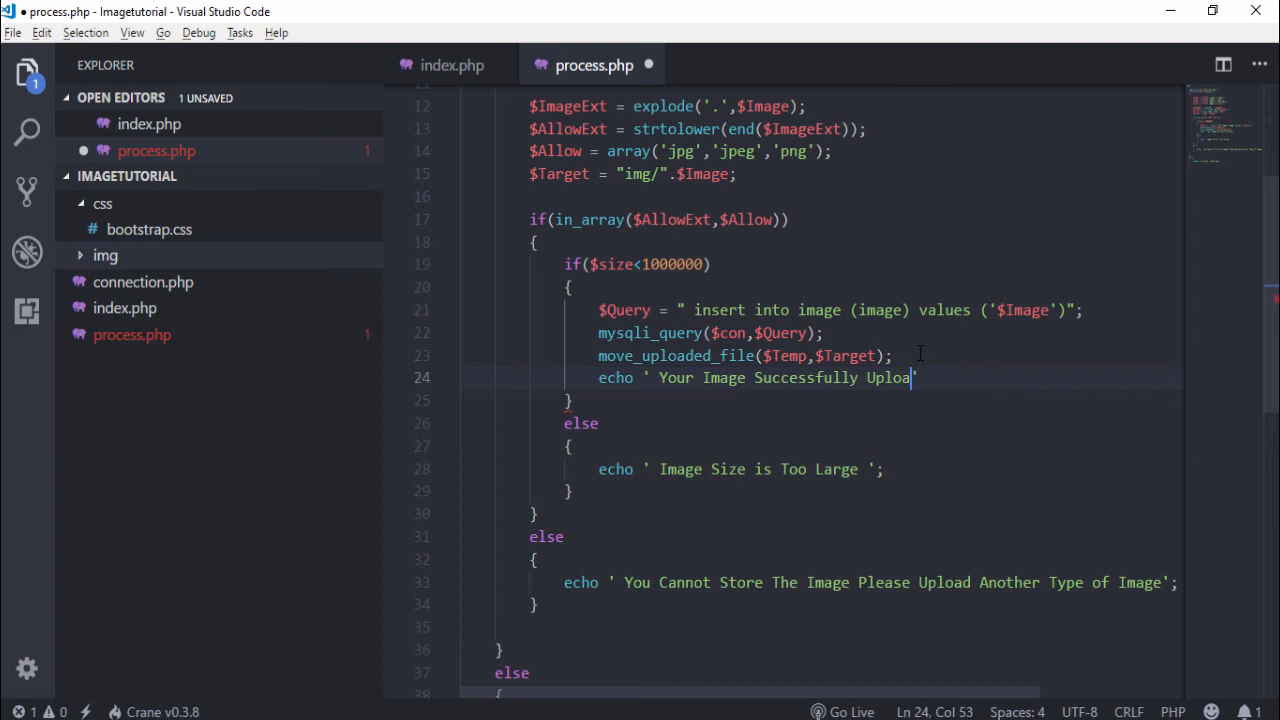 ● process.php - Imagetutorial - Visual Studio Code
File Edit Selection View Go Debug Tasks Help
EXPLORER
index.php
process.php
OPEN EDITORS 1 UNSAVED
index.php
process.php 1
IMAGETUTORIAL
css
# bootstrap.css
img
connection.php
index.php
process.php 1
1
12 $ImageExt = explode('.',$Image);
13 $AllowExt = strtolower(end($ImageExt));
14 $Allow = array('jpg','jpeg','png');
15 $Target = "img/".$Image;
16
17 if(in_array($AllowExt,$Allow))
18 {
19 if($size<1000000)
20 {
21 $Query = " insert into image (image) values ('$Image')";
22 mysqli_query($con,$Query);
23 move_uploaded_file($Temp,$Target);
24 echo ' Your Image Successfully Uploa'
25 }
26 else
27 {
28 echo ' Image Size is Too Large ';
29 }
30 }
31 else
32 {
33 echo ' You Cannot Store The Image Please Upload Another Type of Image';
34 }
35
36 }
37 else
38 {
1 0 Crane v0.3.8 Go Live Ln 24, Col 53 Spaces: 4 UTF-8 CRLF PHP 1